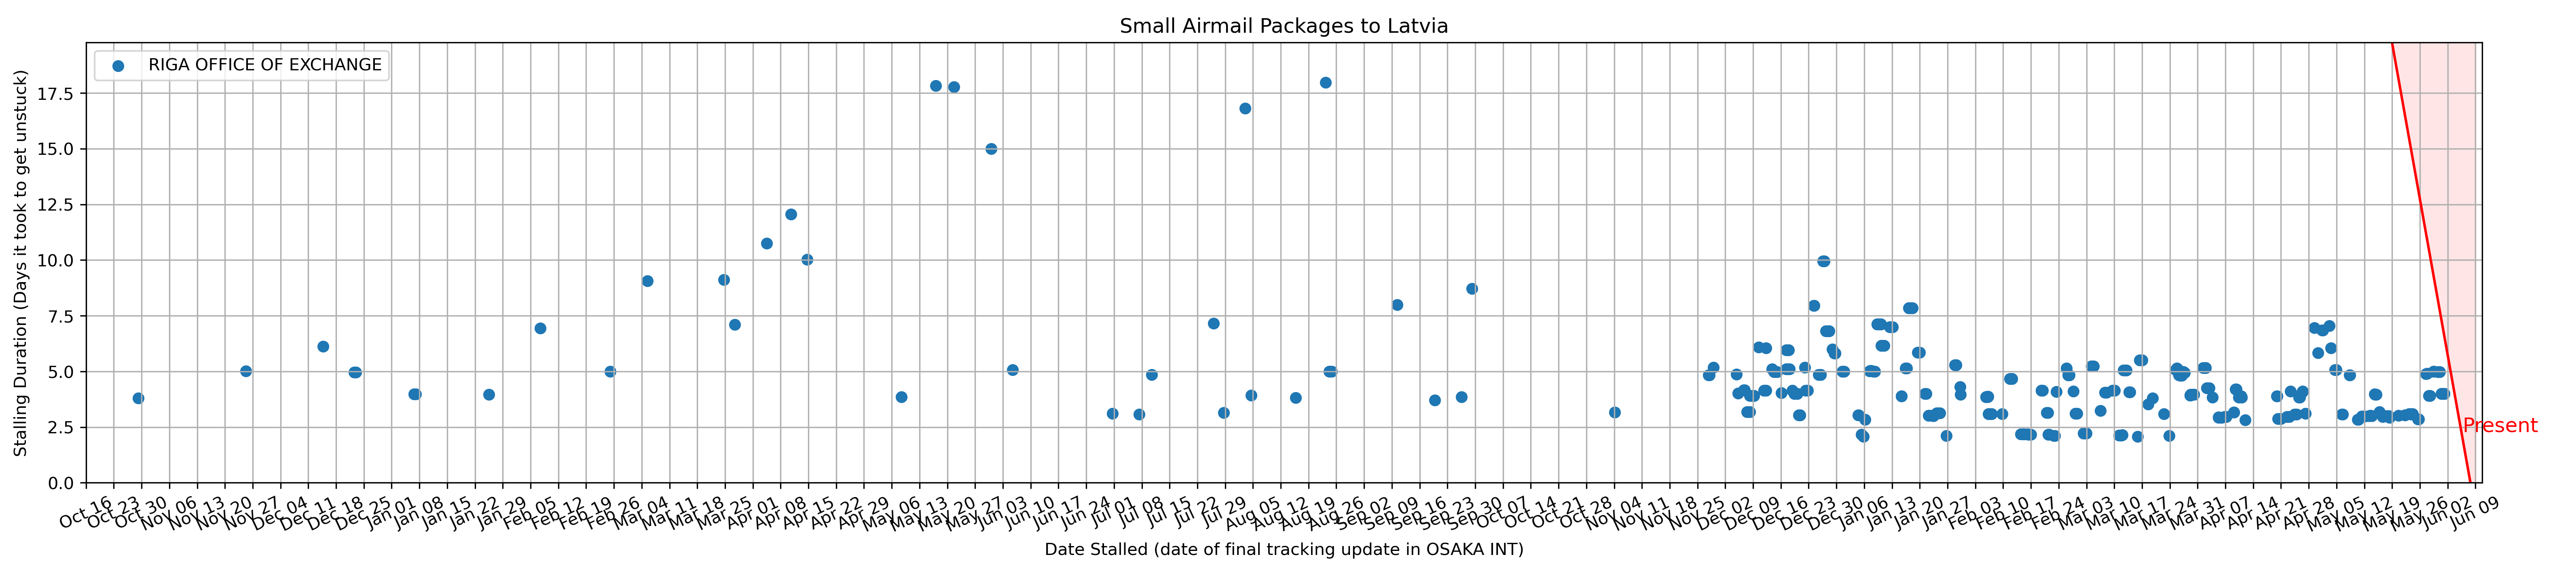 Small Airmail Packages to Latvia
RIGA OFFICE OF EXCHANGE
Stalling Duration (Days it took to get unstuck)
17.5
15.0
12.5
10.0
7.5
5.0
2.5
0.0
Present
Oct 16 Oct 23 Oct 30 Nov 06 Nov 13 Nov 20 Nov 27 Dec 04 Dec 11 Dec 18 Dec 25 Jan 01 Jan 08 Jan 15 Jan 22 Jan 29 Feb 05 Feb 12 Feb 19 Feb 26 Mar 04 Mar 11 Mar 18 Mar 25 Apr 01 Apr 08 Apr 15 Apr 22 Apr 29 May 06 May 13 May 20 May 27 Jun 03 Jun 10 Jun 17 Jun 24 Jul 01 Jul 08 Jul 15 Jul 22 Jul 29 Aug 05 Aug 12 Aug 19 Aug 26 Sep 02 Sep 09 Sep 16 Sep 23 Sep 30 Oct 07 Oct 14 Oct 21 Oct 28 Nov 04 Nov 11 Nov 18 Nov 25 Dec 02 Dec 09 Dec 16 Dec 23 Dec 30 Jan 06 Jan 13 Jan 20 Jan 27 Feb 03 Feb 10 Feb 17 Feb 24 Mar 03 Mar 10 Mar 17 Mar 24 Mar 31 Apr 07 Apr 14 Apr 21 Apr 28 May 05 May 12 May 19 May 26 Jun 02 Jun 09
Date Stalled (date of final tracking update in OSAKA INT)